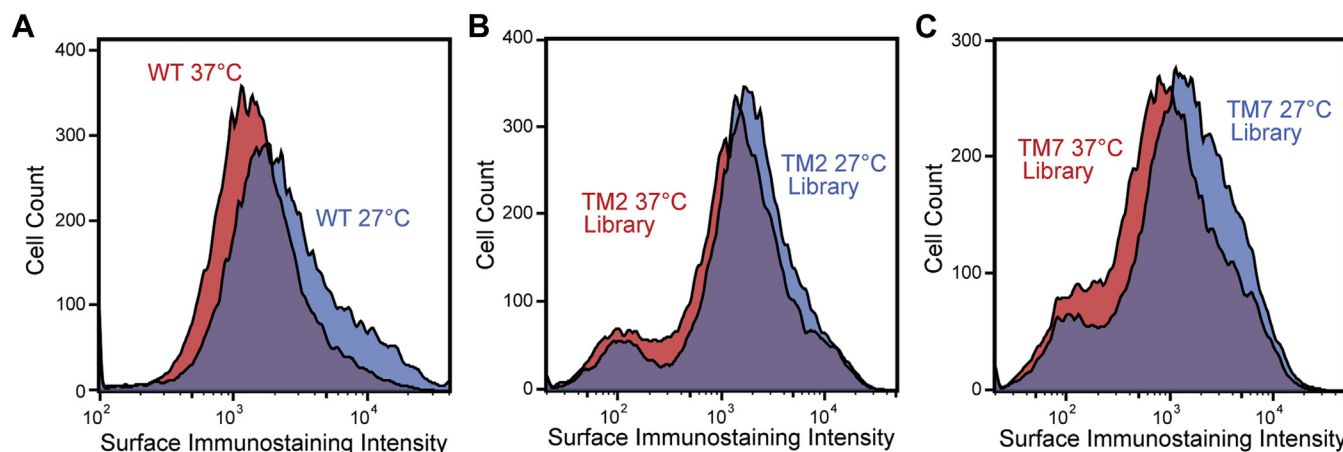 A
400
300
200
100
0
Cell Count
WT 37°C
WT 27°C
10²
10³
10⁴
Surface Immunostaining Intensity
B
400
300
200
100
0
Cell Count
TM2 37°C
Library
TM2 27°C
Library
10²
10³
10⁴
Surface Immunostaining Intensity
C
300
200
100
0
Cell Count
TM7 37°C
Library
TM7 27°C
Library
10²
10³
10⁴
Surface Immunostaining Intensity